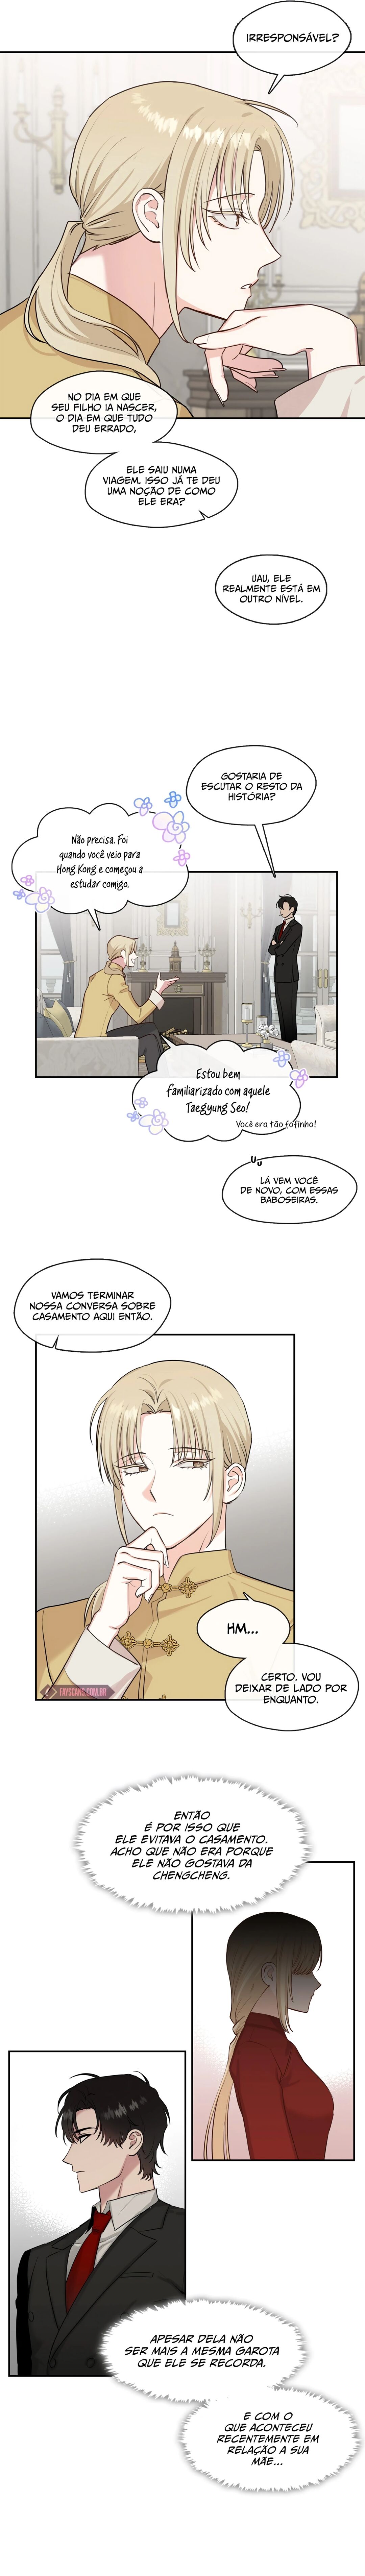 IRRESPONSÁVEL?
NO DIA EM QUE
SEU FILHO IA NASCER,
O DIA EM QUE TUDO
DEU ERRADO,
ELE SAIU NUMA
VIAGEM. ISSO JÁ TE DEU
UMA NOÇÃO DE COMO
ELE ERA?
UAU, ELE
REALMENTE ESTÁ EM
OUTRO NÍVEL.
GOSTARIA DE
ESCUTAR O RESTO DA
HISTÓRIA?
Não precisa. Foi
quando você veio para
Hong Kong e começou a
estudar comigo.
Estou bem
familiarizado com aquele
Taegyung Seo!
Você era tão fofinho!
LÁ VEM VOCÊ
DE NOVO, COM ESSAS
BABOSEIRAS.
VAMOS TERMINAR
NOSSA CONVERSA SOBRE
CASAMENTO AQUI ENTÃO.
HM...
CERTO. VOU
DEIXAR DE LADO POR
ENQUANTO.
FAYSCANS.COM.BR
ENTÃO
É POR ISSO QUE
ELE EVITAVA O CASAMENTO.
ACHO QUE NÃO ERA PORQUE
ELE NÃO GOSTAVA DA
CHENGCHENG.
APESAR DELA NÃO
SER MAIS A MESMA GAROTA
QUE ELE SE RECORDA.
E COM O
QUE ACONTECEU
RECENTEMENTE EM
RELAÇÃO A SUA
MÃE...